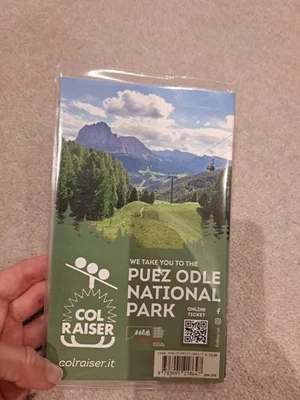 WE TAKE YOU TO THE
PUEZ ODLE
NATIONAL
PARK
ONLINE
TICKET
COL
RAISER
colraiser.it